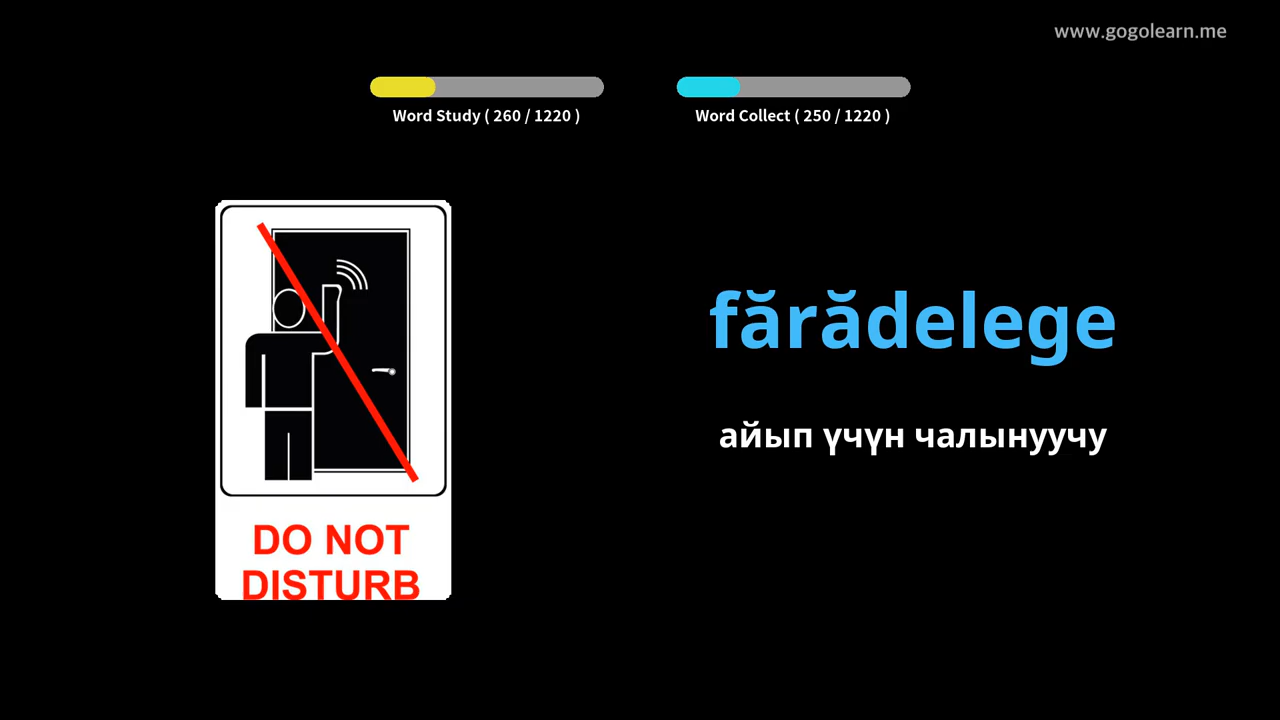 www.gogolearn.me
Word Study ( 260 / 1220 )
Word Collect ( 250 / 1220 )
fărădelege
айып үчүн чалынуучу
DO NOT
DISTURB